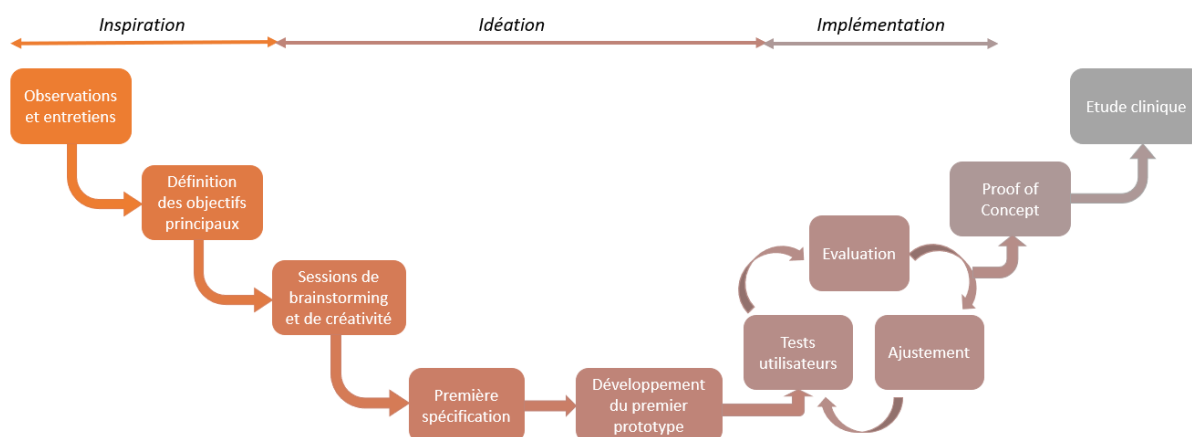 Inspiration
Idéation
Implémentation
Observations
et entretiens
Définition
des objectifs
principaux
Sessions de
brainstorming
et de créativité
Première
spécification
Développement
du premier
prototype
Tests
utilisateurs
Evaluation
Ajustement
Proof of
Concept
Etude clinique